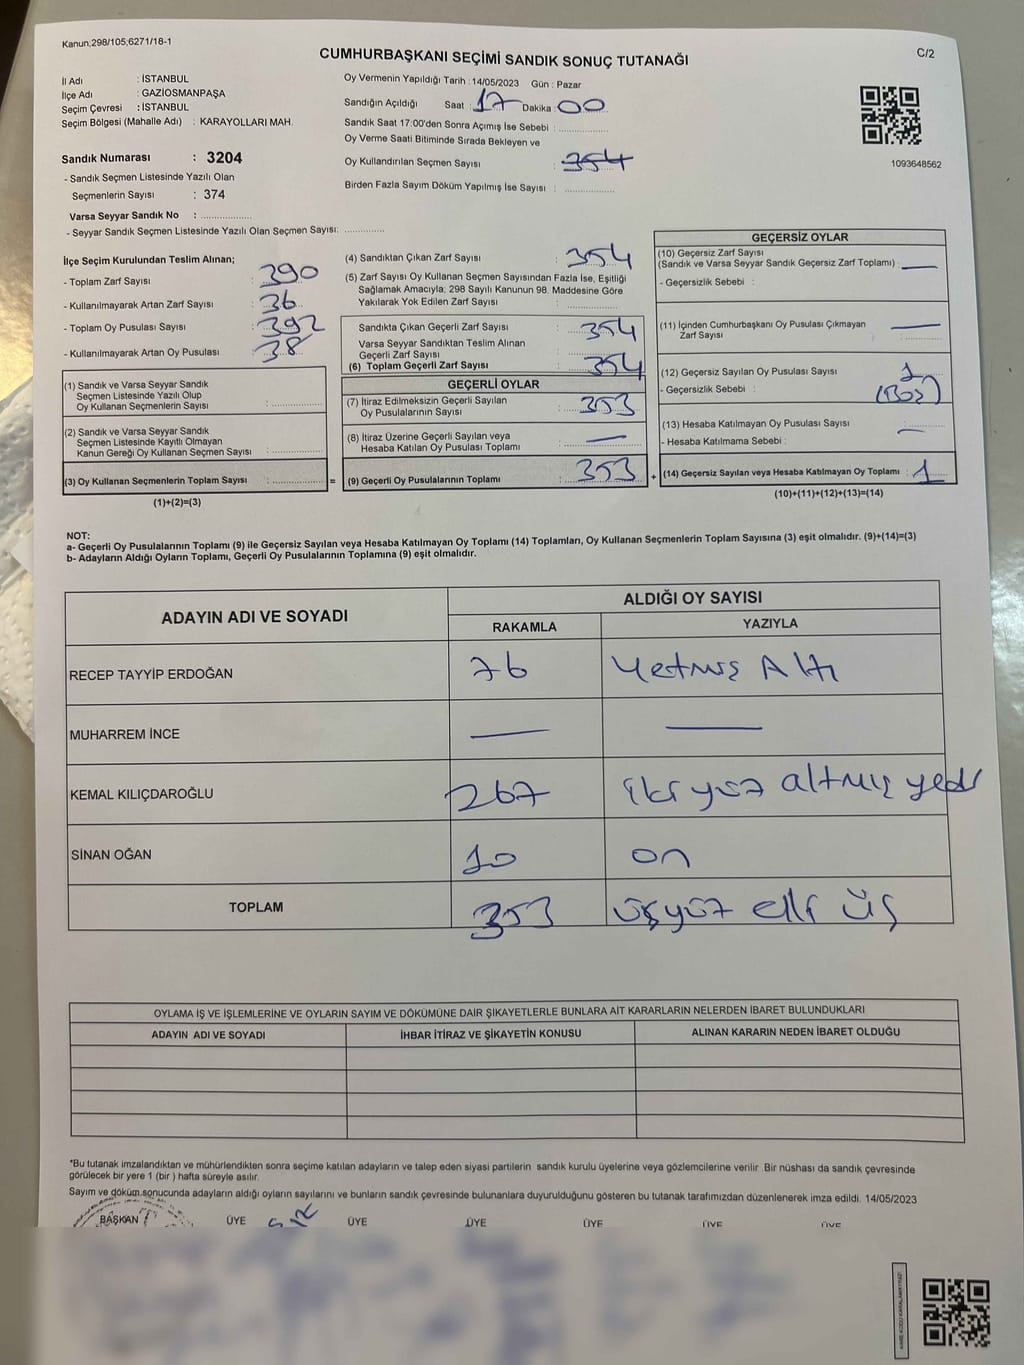 Kanun;298/105;6271/18-1
CUMHURBAŞKANI SEÇİMİ SANDIK SONUÇ TUTANAĞI
C/2
İl Adı : İSTANBUL
İlçe Adı : GAZİOSMANPAŞA
Seçim Çevresi : İSTANBUL
Seçim Bölgesi (Mahalle Adı) : KARAYOLLARI MAH.
Sandık Numarası : 3204
- Sandık Seçmen Listesinde Yazılı Olan
Seçmenlerin Sayısı : 374
Varsa Seyyar Sandık No : ..............
- Seyyar Sandık Seçmen Listesinde Yazılı Olan Seçmen Sayısı: ............
Oy Vermenin Yapıldığı Tarih : 14/05/2023 Gün : Pazar
Sandığın Açıldığı Saat : 17 Dakika : 00
Sandık Saat 17:00'den Sonra Açımış İse Sebebi : ..............
Oy Verme Saati Bitiminde Sırada Bekleyen ve
Oy Kullandırılan Seçmen Sayısı : 354
Birden Fazla Sayım Döküm Yapılmış İse Sayısı : ..............
1093648562
İlçe Seçim Kurulundan Teslim Alınan;
- Toplam Zarf Sayısı : 390
- Kullanılmayarak Artan Zarf Sayısı : 36
- Toplam Oy Pusulası Sayısı : 392
- Kullanılmayarak Artan Oy Pusulası : 38
(1) Sandık ve Varsa Seyyar Sandık
Seçmen Listesinde Yazılı Olup
Oy Kullanan Seçmenlerin Sayısı : ..............
(2) Sandık ve Varsa Seyyar Sandık
Seçmen Listesinde Kayıtlı Olmayan
Kanun Gereği Oy Kullanan Seçmen Sayısı : ..............
(3) Oy Kullanan Seçmenlerin Toplam Sayısı : .............. =
(1)+(2)=(3)
(4) Sandıktan Çıkan Zarf Sayısı : 354
(5) Zarf Sayısı Oy Kullanan Seçmen Sayısından Fazla İse, Eşitliği
Sağlamak Amacıyla; 298 Sayılı Kanunun 98. Maddesine Göre
Yakılarak Yok Edilen Zarf Sayısı : ..............
Sandıkta Çıkan Geçerli Zarf Sayısı : 354
Varsa Seyyar Sandıktan Teslim Alınan
Geçerli Zarf Sayısı :
(6) Toplam Geçerli Zarf Sayısı : 354
GEÇERLİ OYLAR
(7) İtiraz Edilmeksizin Geçerli Sayılan
Oy Pusulalarının Sayısı : 353
(8) İtiraz Üzerine Geçerli Sayılan veya
Hesaba Katılan Oy Pusulası Toplamı : —
(9) Geçerli Oy Pusulalarının Toplamı : 353 +
GEÇERSİZ OYLAR
(10) Geçersiz Zarf Sayısı
(Sandık ve Varsa Seyyar Sandık Geçersiz Zarf Toplamı) : —
- Geçersizlik Sebebi :
(11) İçinden Cumhurbaşkanı Oy Pusulası Çıkmayan
Zarf Sayısı : —
(12) Geçersiz Sayılan Oy Pusulası Sayısı : 1
- Geçersizlik Sebebi : (Boş)
(13) Hesaba Katılmayan Oy Pusulası Sayısı : —
- Hesaba Katılmama Sebebi :
(14) Geçersiz Sayılan veya Hesaba Katılmayan Oy Toplamı : 1
(10)+(11)+(12)+(13)=(14)
NOT:
a- Geçerli Oy Pusulalarının Toplamı (9) ile Geçersiz Sayılan veya Hesaba Katılmayan Oy Toplamı (14) Toplamları, Oy Kullanan Seçmenlerin Toplam Sayısına (3) eşit olmalıdır. (9)+(14)=(3)
b- Adayların Aldığı Oyların Toplamı, Geçerli Oy Pusulalarının Toplamına (9) eşit olmalıdır.
ADAYIN ADI VE SOYADI
ALDIĞI OY SAYISI
RAKAMLA YAZIYLA
RECEP TAYYİP ERDOĞAN 76 Yetmiş Altı
MUHARREM İNCE — —
KEMAL KILIÇDAROĞLU 267 iki yüz altmış yedi
SİNAN OĞAN 10 on
TOPLAM 353 üçyüz elli üç
OYLAMA İŞ VE İŞLEMLERİNE VE OYLARIN SAYIM VE DÖKÜMÜNE DAİR ŞİKAYETLERLE BUNLARA AİT KARARLARIN NELERDEN İBARET BULUNDUKLARI
ADAYIN ADI VE SOYADI İHBAR İTİRAZ VE ŞİKAYETİN KONUSU ALINAN KARARIN NEDEN İBARET OLDUĞU
*Bu tutanak imzalandıktan ve mühürlendikten sonra seçime katılan adayların ve talep eden siyasi partilerin sandık kurulu üyelerine veya gözlemcilerine verilir Bir nüshası da sandık çevresinde
görülecek bir yere 1 (bir ) hafta süreyle asılır.
Sayım ve döküm sonucunda adayların aldığı oyların sayılarını ve bunların sandık çevresinde bulunanlara duyurulduğunu gösteren bu tutanak tarafımızdan düzenlenerek imza edildi. 14/05/2023
BAŞKAN ÜYE ÜYE ÜYE ÜYE ÜYE ÜYE